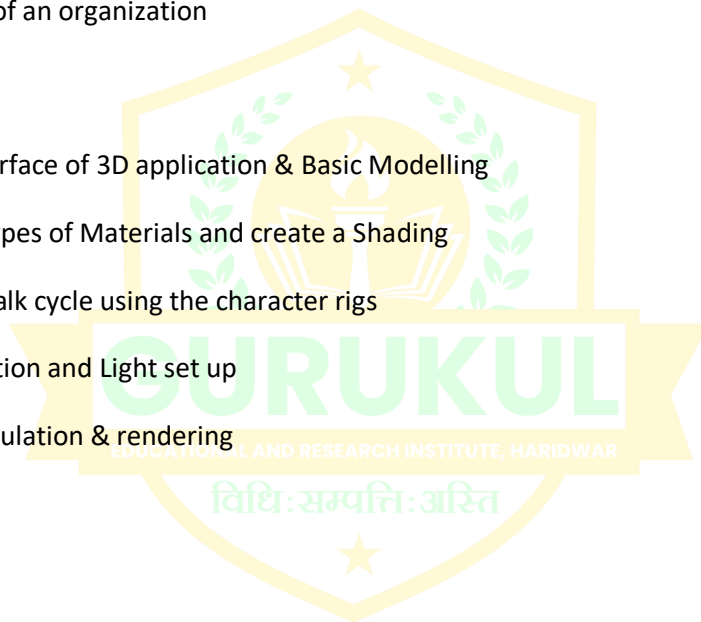 of an organization
rface of 3D application & Basic Modelling
pes of Materials and create a Shading
alk cycle using the character rigs
tion and Light set up
GURUKUL
ulation & rendering
EDUCATIONAL AND RESEARCH INSTITUTE, HARIDWAR
विधिःसम्पत्तिःअस्ति